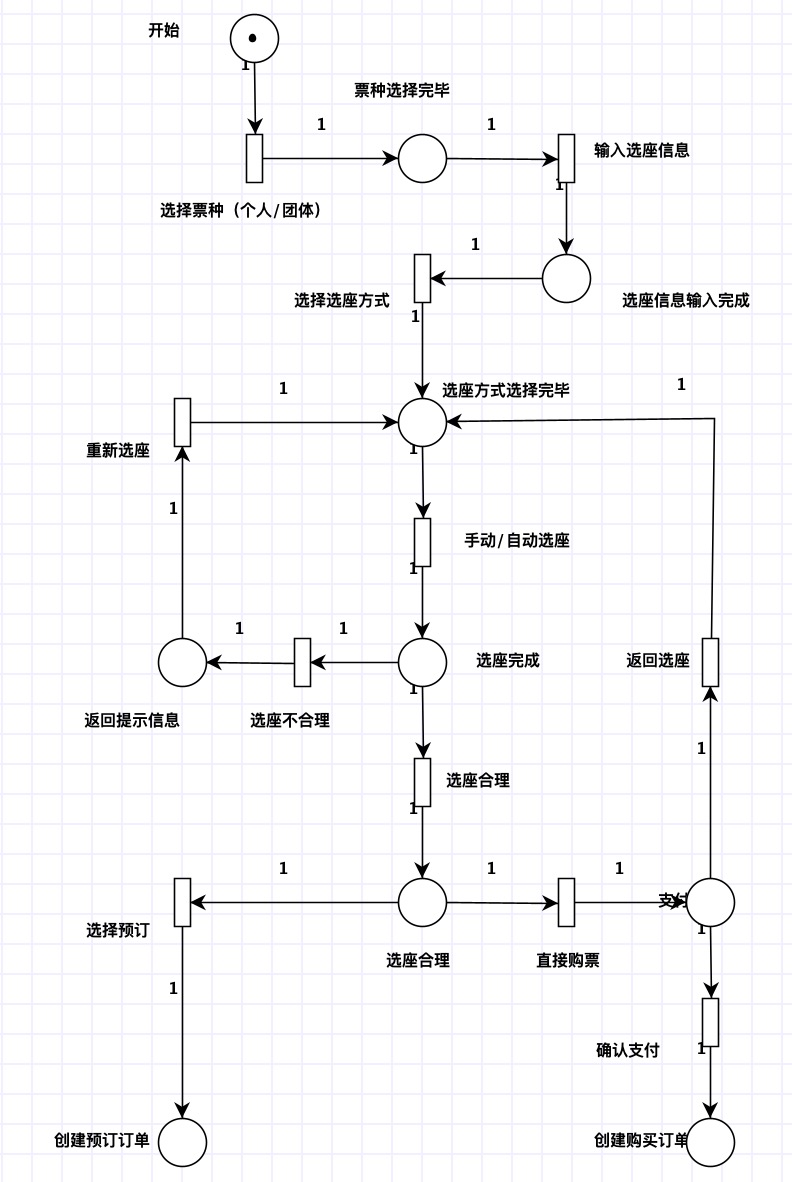 开始
1
票种选择完毕
1
1
输入选座信息
1
选择票种（个人/团体）
1
选择选座方式
选座信息输入完成
1
选座方式选择完毕
1
1
重新选座
1
1
手动/自动选座
1
1
1
选座完成
返回选座
1
返回提示信息
选座不合理
1
选座合理
1
1
1
1
支付
选择预订
1
选座合理
直接购票
1
确认支付
1
创建预订订单
创建购买订单